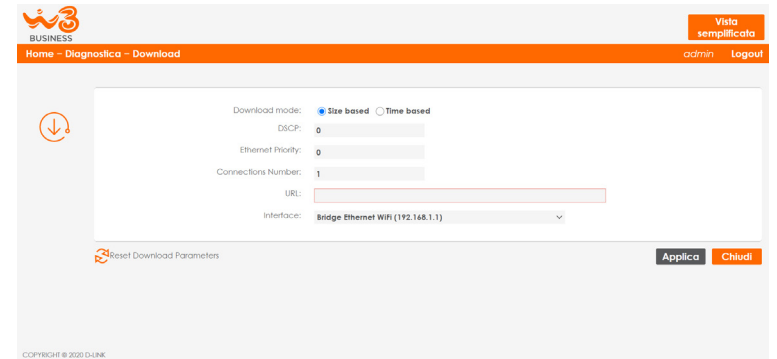 W3
BUSINESS
Vista
semplificata
Home – Diagnostica – Download
admin
Logout
Download mode:
Size based
Time based
DSCP:
0
Ethernet Priority:
0
Connections Number:
1
URL:
Interface:
Bridge Ethernet WiFi (192.168.1.1)
Reset Download Parameters
Applica
Chiudi
COPYRIGHT © 2020 D-LINK